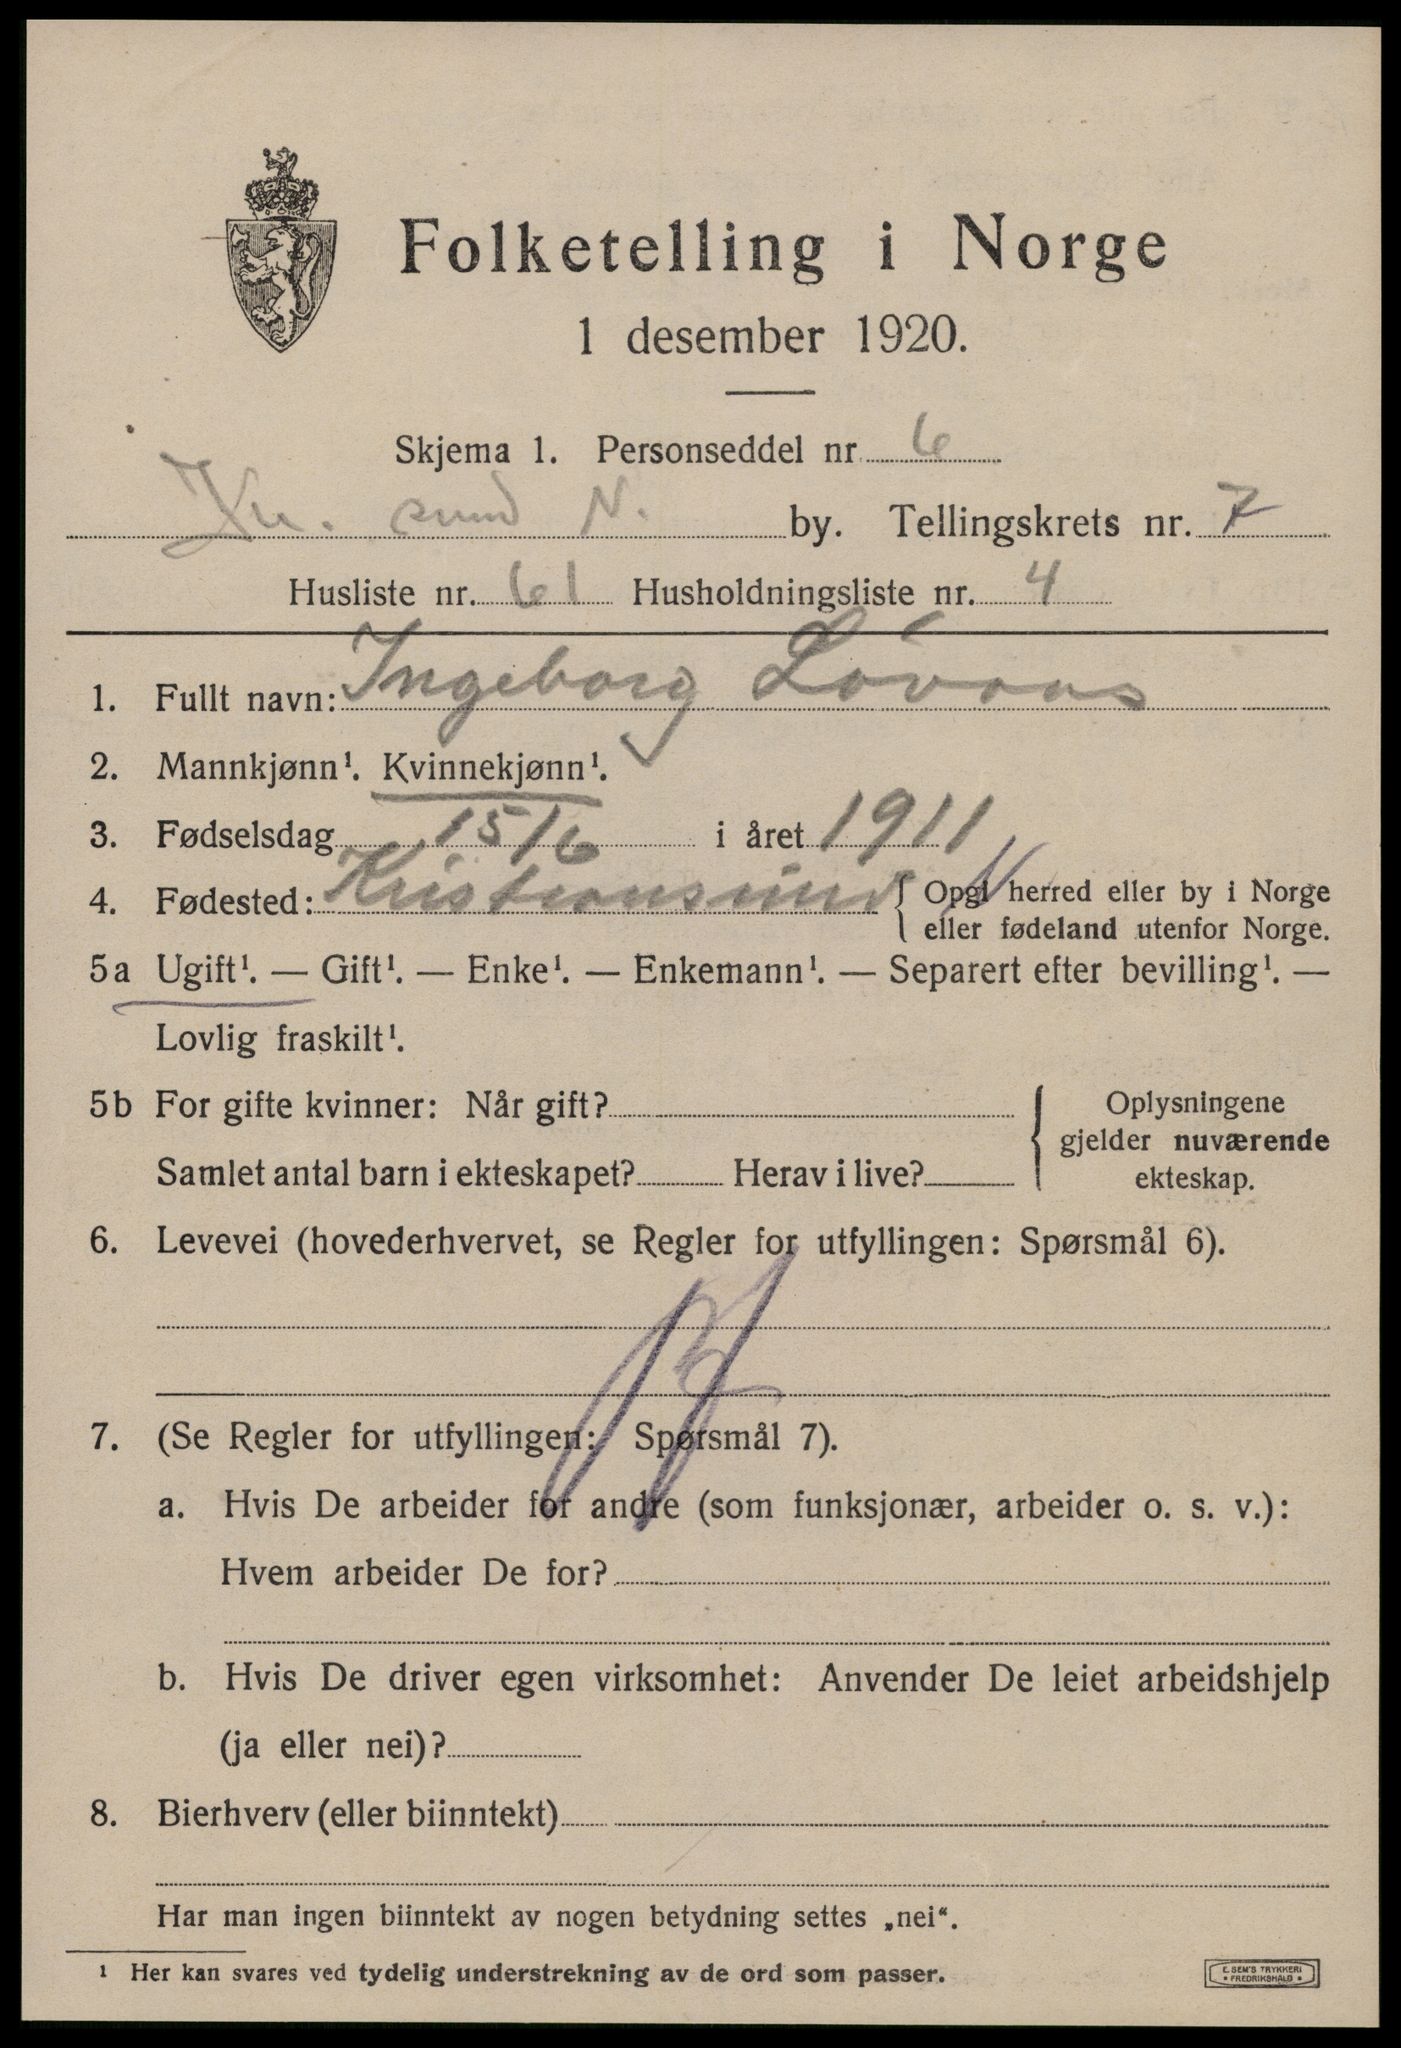 Folketelling i Norge
1 desember 1920.
Skjema 1. Personseddel nr 6
Kr. sund N. by. Tellingskrets nr. 7
Husliste nr. 61 Husholdningsliste nr. 4
1. Fullt navn: Ingeborg Lövaas
2. Mannkjønn¹. Kvinnekjønn¹.
3. Fødselsdag 15/6 i året 1911
4. Fødested: Kristiansund N { Opgi herred eller by i Norge
eller fødeland utenfor Norge.
5a Ugift¹. — Gift¹. — Enke¹. — Enkemann¹. — Separert efter bevilling¹. —
Lovlig fraskilt¹.
5b For gifte kvinner: Når gift?
Samlet antal barn i ekteskapet? Herav i live?
{ Oplysningene
gjelder nuværende
ekteskap.
6. Levevei (hovederhvervet, se Regler for utfyllingen: Spørsmål 6).
7. (Se Regler for utfyllingen: Spørsmål 7).
a. Hvis De arbeider for andre (som funksjonær, arbeider o. s. v.):
Hvem arbeider De for?
b. Hvis De driver egen virksomhet: Anvender De leiet arbeidshjelp
(ja eller nei)?
8. Bierhverv (eller biinntekt)
Har man ingen biinntekt av nogen betydning settes „nei“.
¹ Her kan svares ved tydelig understrekning av de ord som passer.
E. SEM'S TRYKKERI
• FREDRIKSHALD •